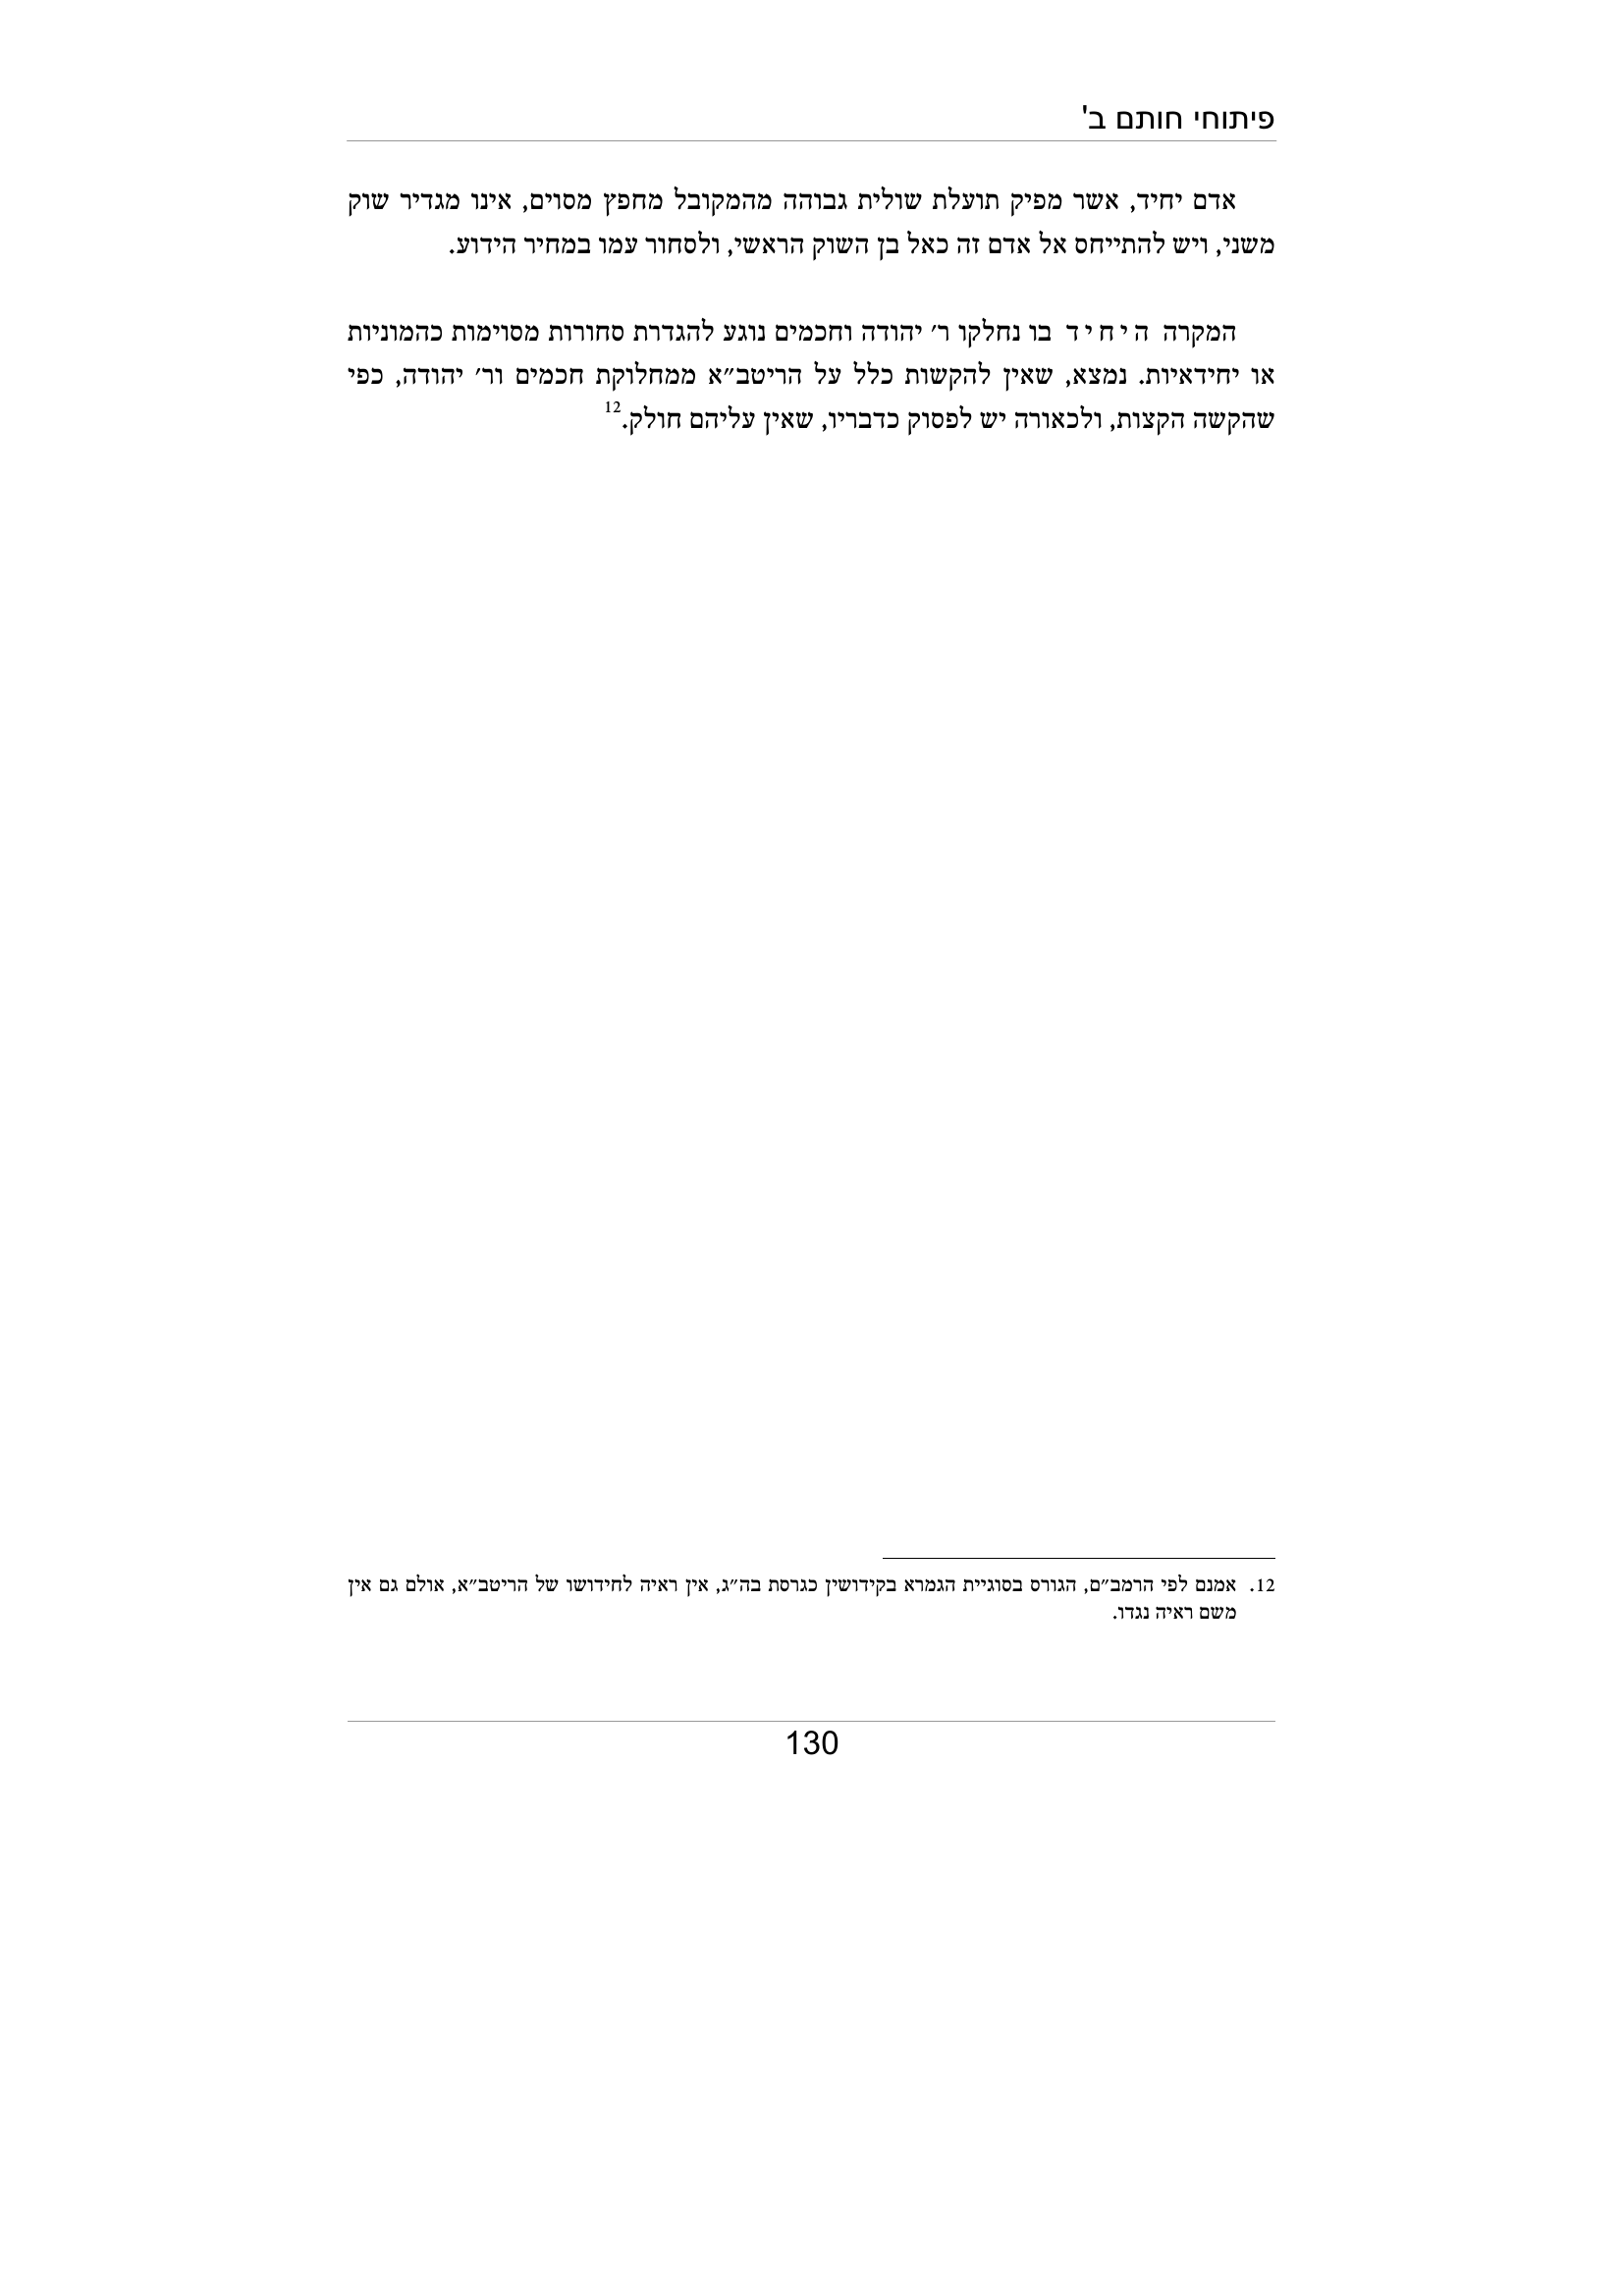 פיתוחי חותם ב'
אדם יחיד, אשר מפיק תועלת שולית גבוהה מהמקובל מחפץ מסוים, אינו מגדיר שוק
משני, ויש להתייחס אל אדם זה כאל בן השוק הראשי, ולסחור עמו במחיר הידוע.
המקרה ה י ח י ד בו נחלקו ר׳ יהודה וחכמים נוגע להגדרת סחורות מסוימות כהמוניות
או יחידאיות. נמצא, שאין להקשות כלל על הריטב״א ממחלוקת חכמים ור׳ יהודה, כפי
שהקשה הקצות, ולכאורה יש לפסוק כדבריו, שאין עליהם חולק.12
12. אמנם לפי הרמב״ם, הגורס בסוגיית הגמרא בקידושין כגרסת בה״ג, אין ראיה לחידושו של הריטב״א, אולם גם אין
משם ראיה נגדו.
130